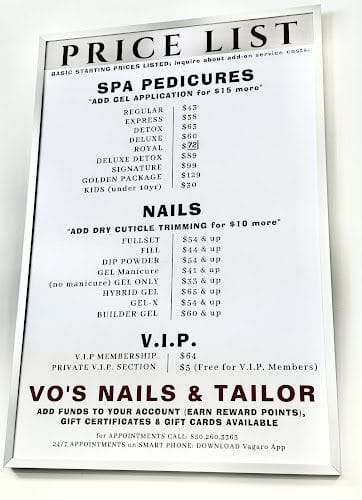 PRICE LIST
BASIC STARTING PRICES LISTED; inquire about add-on service costs.
SPA PEDICURES
"ADD GEL APPLICATION for $15 more"
REGULAR $43
EXPRESS $38
DETOX $63
DELUXE $60
ROYAL $72
DELUXE DETOX $89
SIGNATURE $99
GOLDEN PACKAGE $129
KIDS (under 10yr) $30
NAILS
"ADD DRY CUTICLE TRIMMING for $10 more"
FULLSET $54 & up
FILL $44 & up
DIP POWDER $54 & up
GEL Manicure $41 & up
(no manicure) GEL ONLY $33 & up
HYBRID GEL $65 & up
GEL-X $54 & up
BUILDER GEL $60 & up
V.I.P.
V.I.P MEMBERSHIP $64
PRIVATE V.I.P. SECTION $5 (Free for V.I.P. Members)
VO'S NAILS & TAILOR
ADD FUNDS TO YOUR ACCOUNT (EARN REWARD POINTS),
GIFT CERTIFICATES & GIFT CARDS AVAILABLE
for APPOINTMENTS CALL: 850.260.3363
24/7 APPOINTMENTS on SMART PHONE: DOWNLOAD Vagaro App